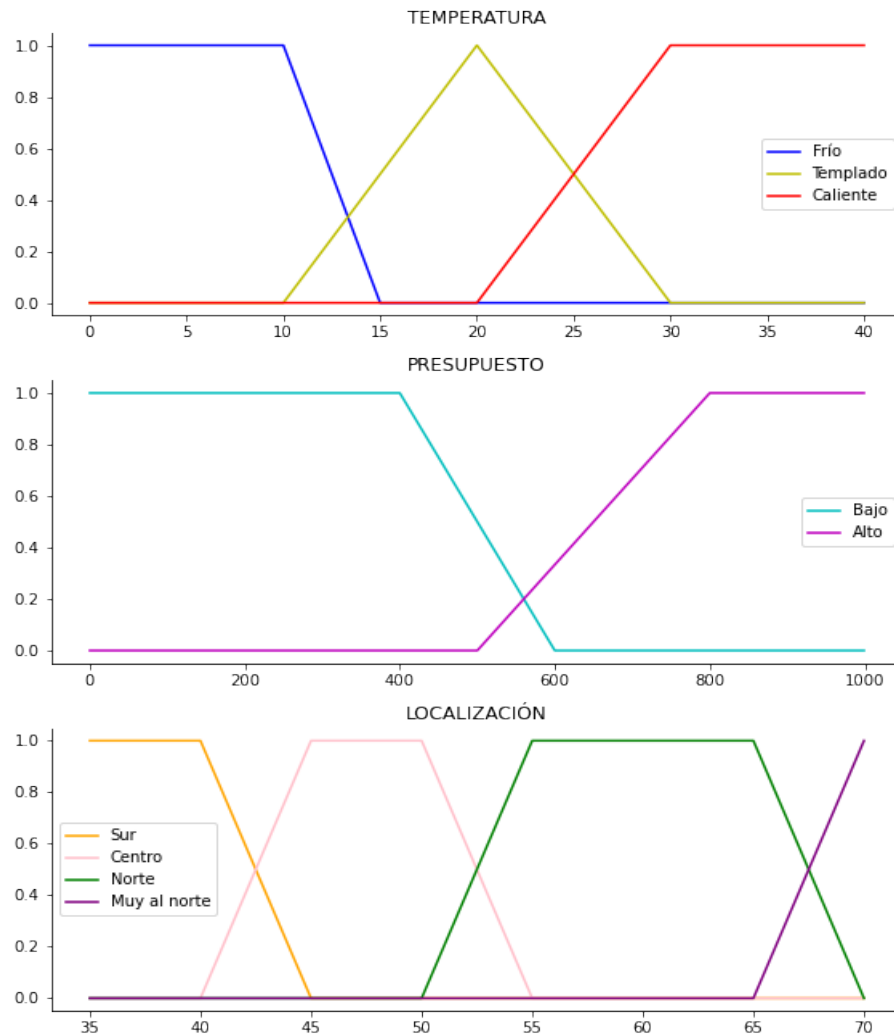 TEMPERATURA
1.0
0.8
0.6
0.4
0.2
0.0
Frío
Templado
Caliente
0 5 10 15 20 25 30 35 40
PRESUPUESTO
1.0
0.8
0.6
0.4
0.2
0.0
Bajo
Alto
0 200 400 600 800 1000
LOCALIZACIÓN
1.0
0.8
0.6
0.4
0.2
0.0
Sur
Centro
Norte
Muy al norte
35 40 45 50 55 60 65 70